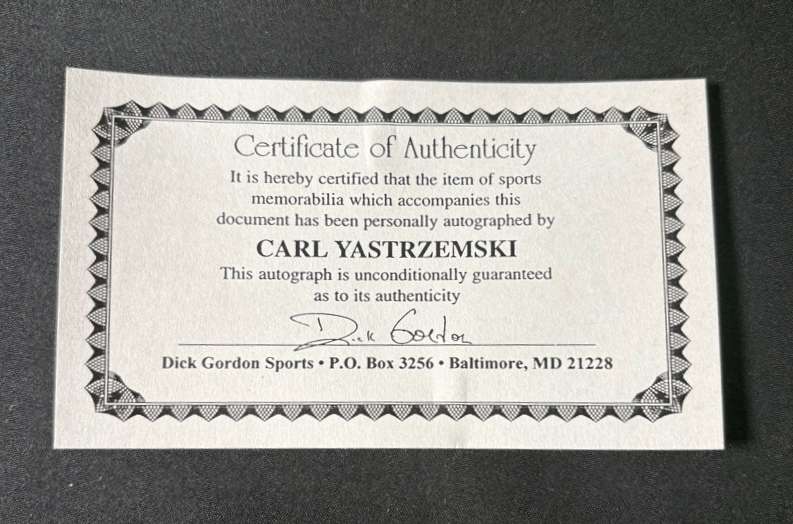 Certificate of Authenticity
It is hereby certified that the item of sports
memorabilia which accompanies this
document has been personally autographed by
CARL YASTRZEMSKI
This autograph is unconditionally guaranteed
as to its authenticity
Dick Gordon
Dick Gordon Sports • P.O. Box 3256 • Baltimore, MD 21228